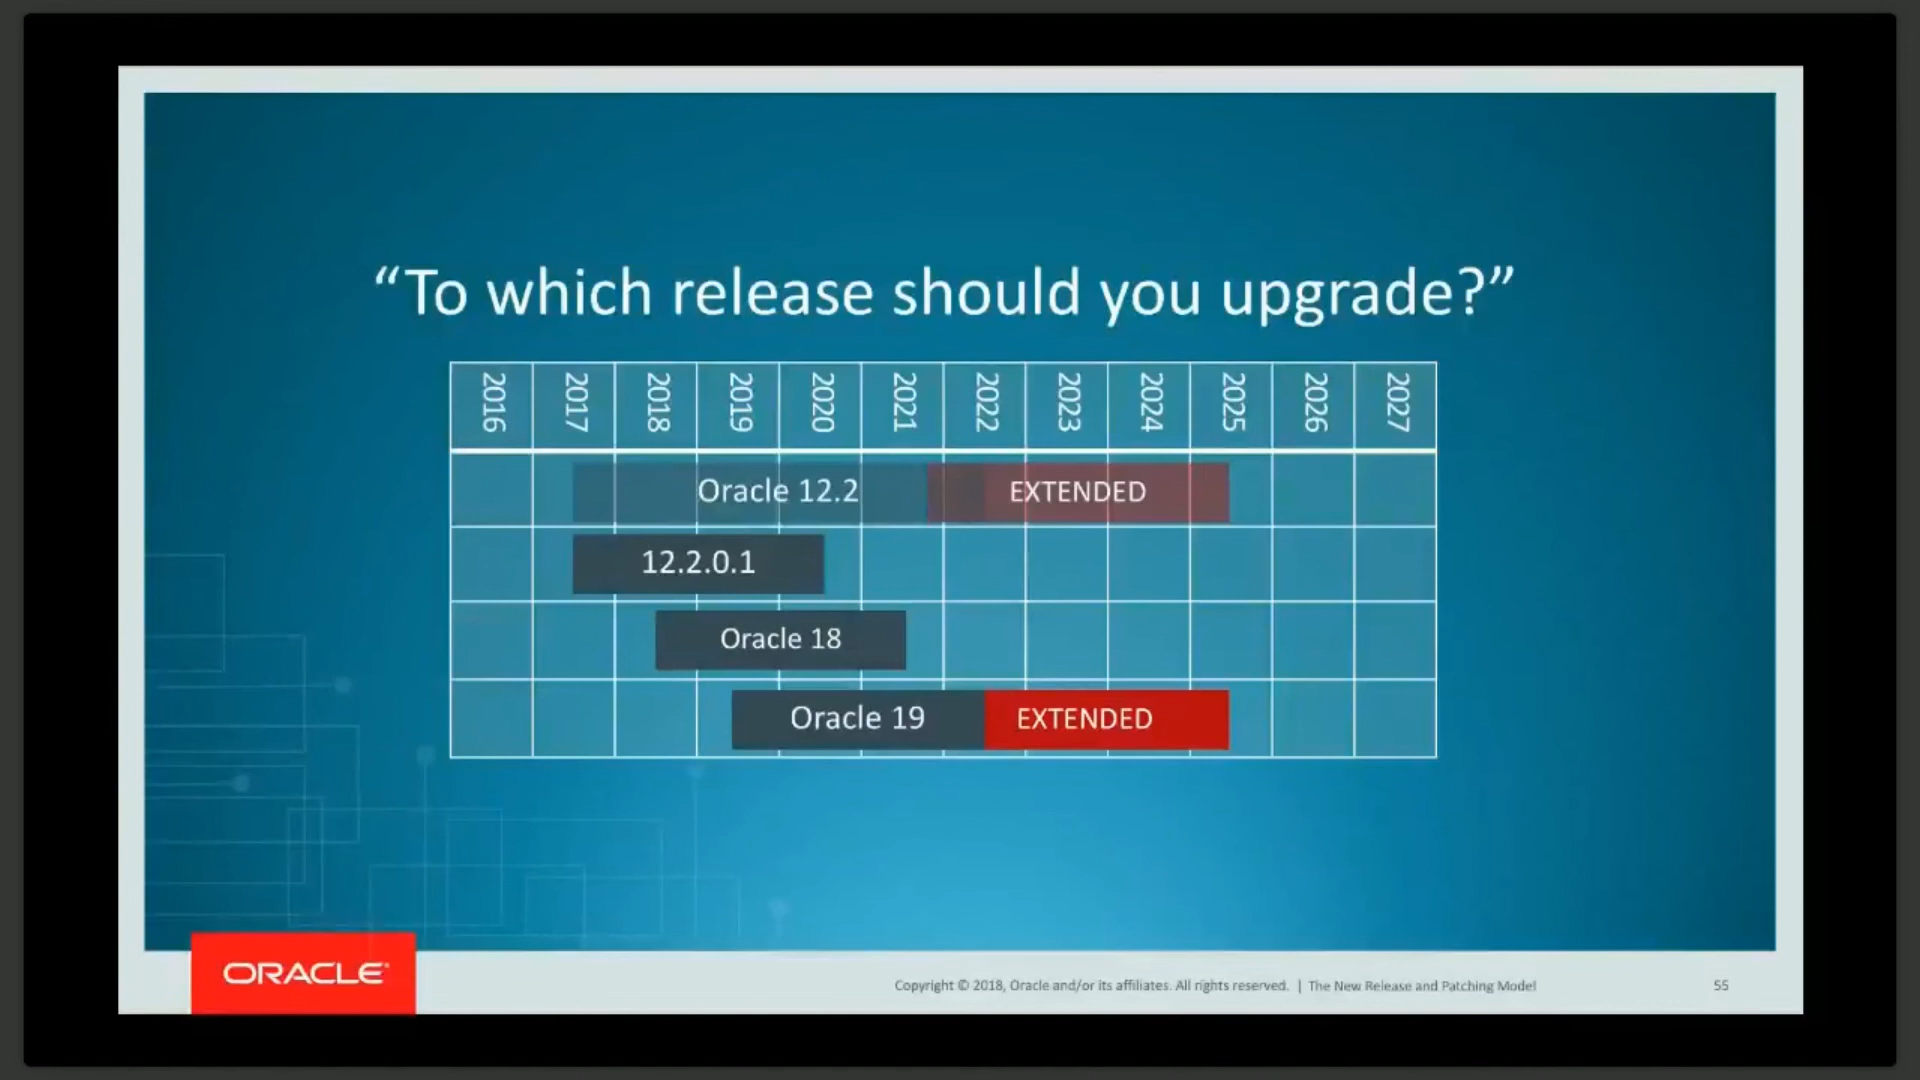 “To which release should you upgrade?”
2016 2017 2018 2019 2020 2021 2022 2023 2024 2025 2026 2027
Oracle 12.2 EXTENDED
12.2.0.1
Oracle 18
Oracle 19 EXTENDED
ORACLE®
Copyright © 2018, Oracle and/or its affiliates. All rights reserved. | The New Release and Patching Model 55